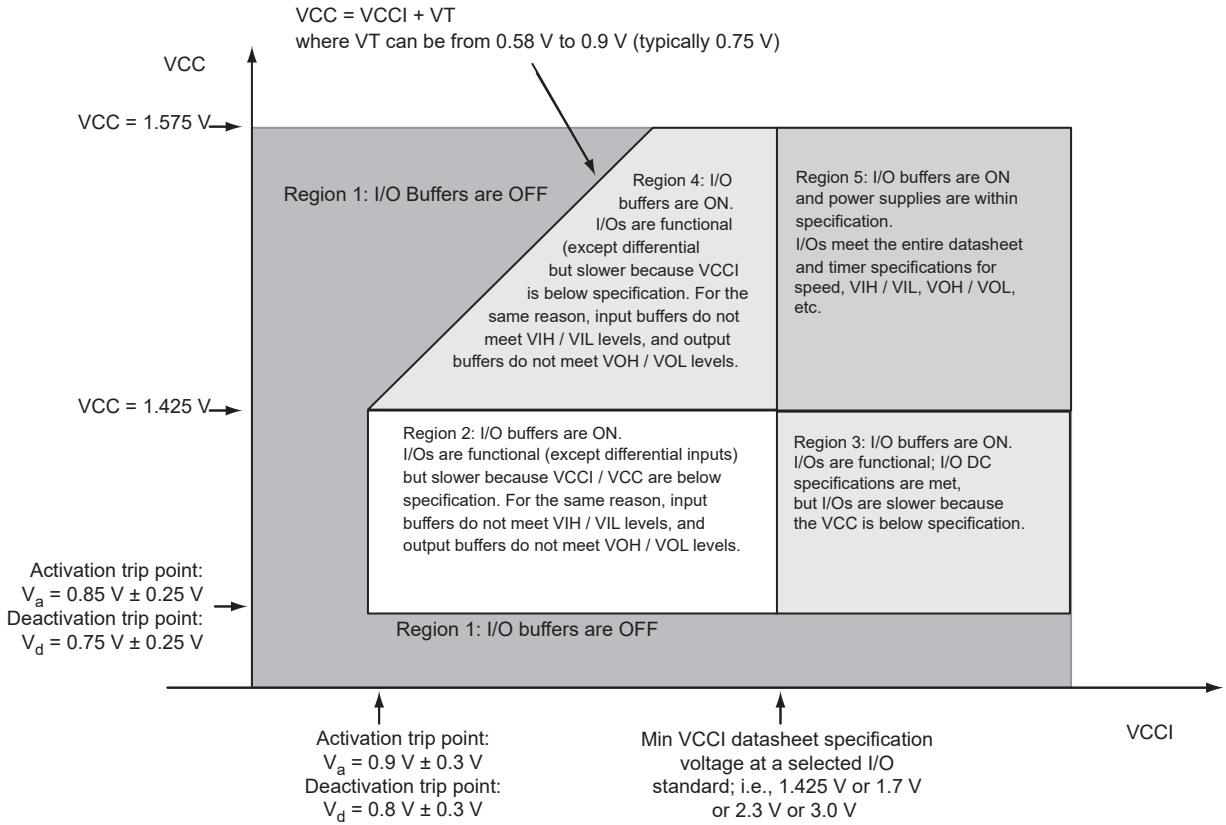 VCC = VCCI + VT
where VT can be from 0.58 V to 0.9 V (typically 0.75 V)
VCC
VCC = 1.575 V
Region 1: I/O Buffers are OFF
Region 4: I/O
buffers are ON.
I/Os are functional
(except differential
but slower because VCCI
is below specification. For the
same reason, input buffers do not
meet VIH / VIL levels, and output
buffers do not meet VOH / VOL levels.
Region 5: I/O buffers are ON
and power supplies are within
specification.
I/Os meet the entire datasheet
and timer specifications for
speed, VIH / VIL, VOH / VOL,
etc.
VCC = 1.425 V
Region 2: I/O buffers are ON.
I/Os are functional (except differential inputs)
but slower because VCCI / VCC are below
specification. For the same reason, input
buffers do not meet VIH / VIL levels, and
output buffers do not meet VOH / VOL levels.
Region 3: I/O buffers are ON.
I/Os are functional; I/O DC
specifications are met,
but I/Os are slower because
the VCC is below specification.
Activation trip point:
Va = 0.85 V ± 0.25 V
Deactivation trip point:
Vd = 0.75 V ± 0.25 V
Region 1: I/O buffers are OFF
Activation trip point:
Va = 0.9 V ± 0.3 V
Deactivation trip point:
Vd = 0.8 V ± 0.3 V
Min VCCI datasheet specification
voltage at a selected I/O
standard; i.e., 1.425 V or 1.7 V
or 2.3 V or 3.0 V
VCCI